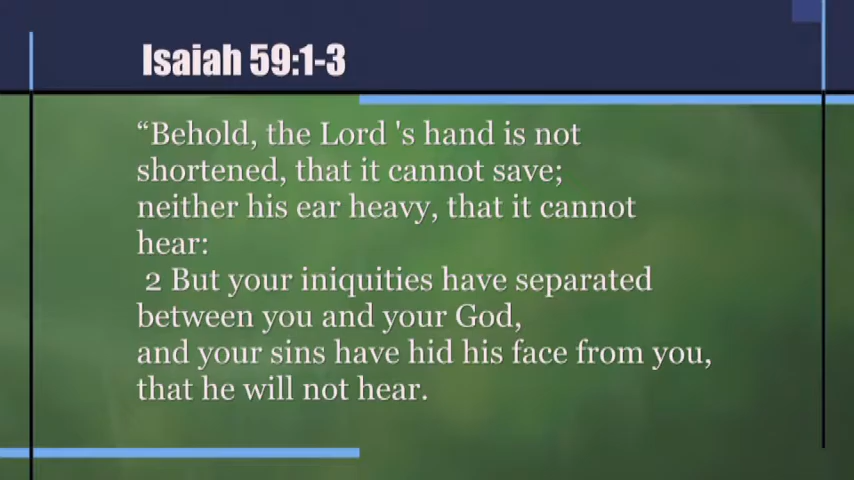 Isaiah 59:1-3
“Behold, the Lord 's hand is not
shortened, that it cannot save;
neither his ear heavy, that it cannot
hear:
2 But your iniquities have separated
between you and your God,
and your sins have hid his face from you,
that he will not hear.